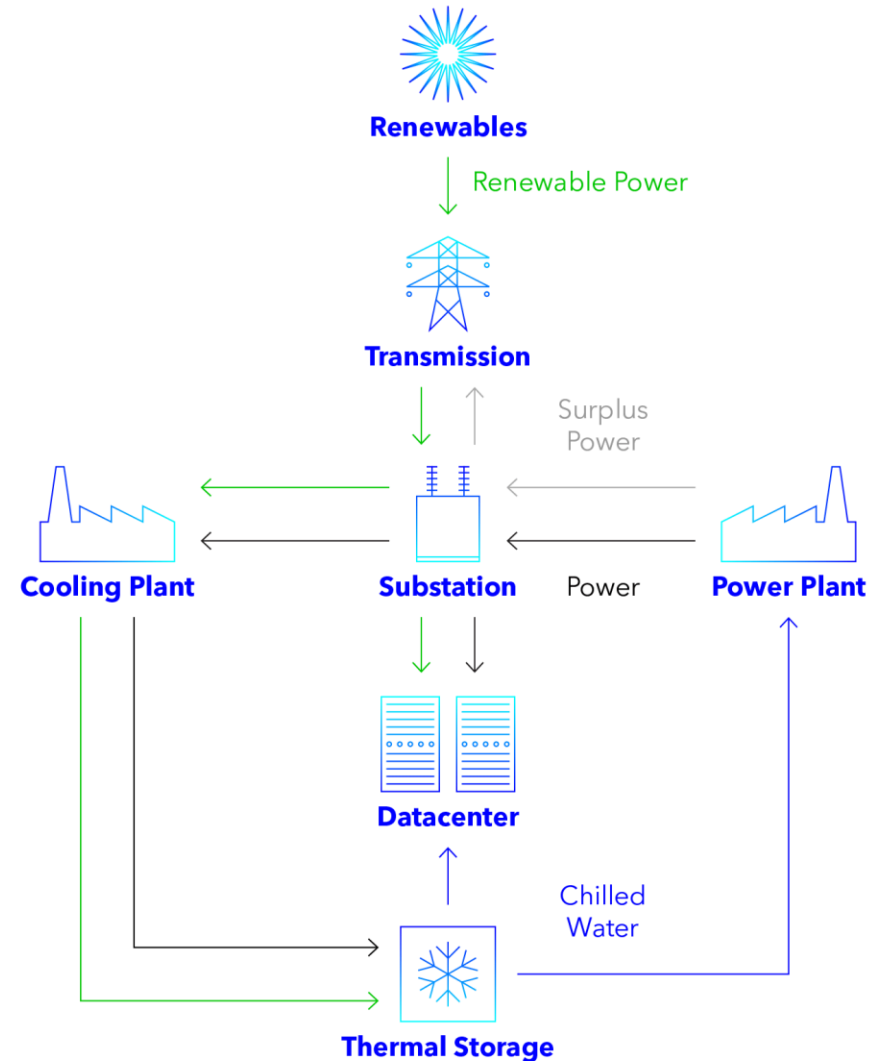 Renewables
Renewable Power
Transmission
Surplus
Power
Cooling Plant
Substation
Power
Power Plant
Datacenter
Chilled
Water
Thermal Storage